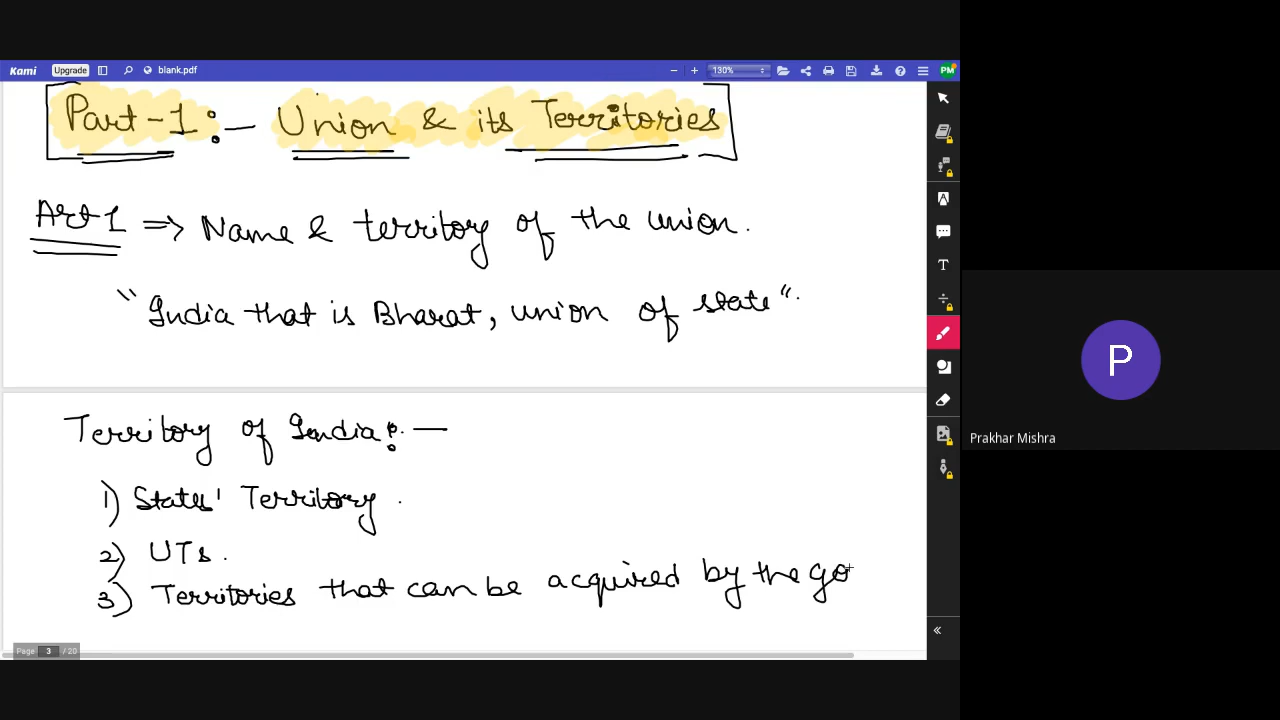 Kami Upgrade blank.pdf 130% PM
Part-1:- Union & its Territories
Art 1 => Name & territory of the union.
"India that is Bharat, union of state".
Territory of India:-
1) States' Territory.
2) UTs.
3) Territories that can be acquired by the go
Page 3 / 20
P
Prakhar Mishra